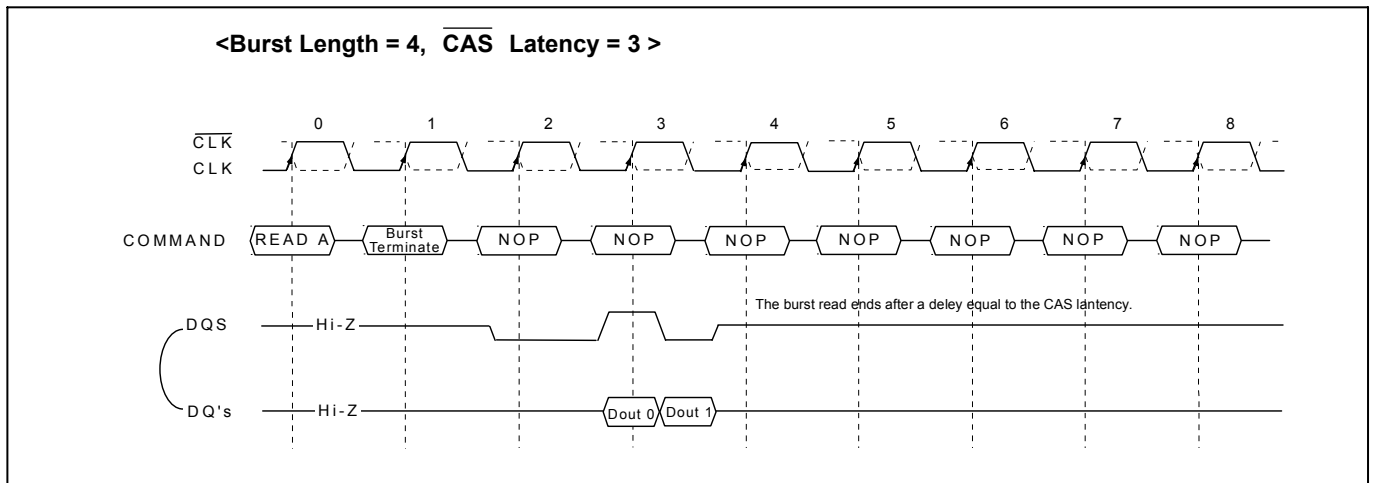 <Burst Length = 4, CAS Latency = 3 >
0 1 2 3 4 5 6 7 8
CLK
CLK
COMMAND READ A Burst Terminate NOP NOP NOP NOP NOP NOP NOP
The burst read ends after a deley equal to the CAS lantency.
DQS Hi-Z
DQ's Hi-Z Dout 0 Dout 1